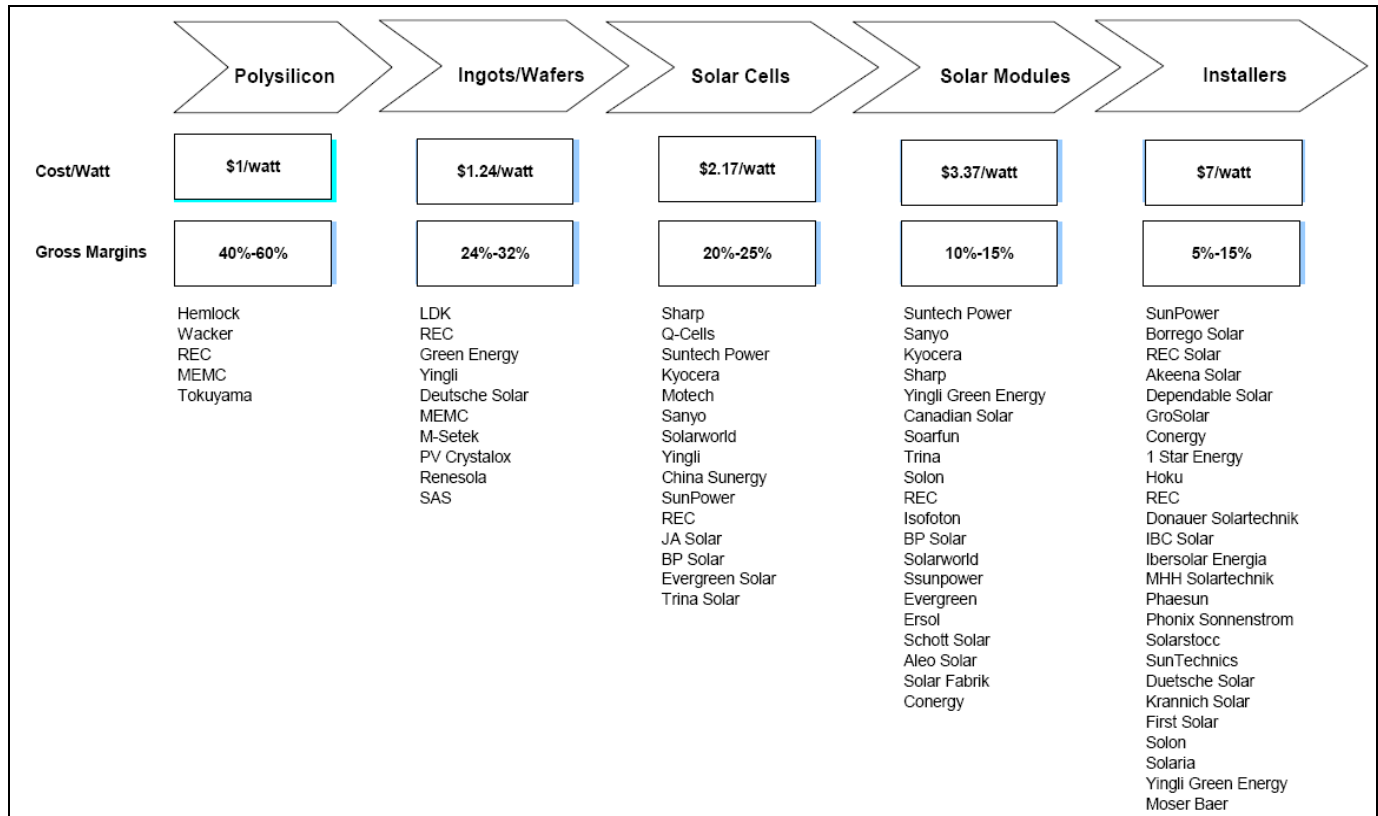 Polysilicon
Ingots/Wafers
Solar Cells
Solar Modules
Installers
Cost/Watt
$1/watt
$1.24/watt
$2.17/watt
$3.37/watt
$7/watt
Gross Margins
40%-60%
24%-32%
20%-25%
10%-15%
5%-15%
Hemlock
Wacker
REC
MEMC
Tokuyama
LDK
REC
Green Energy
Yingli
Deutsche Solar
MEMC
M-Setek
PV Crystalox
Renesola
SAS
Sharp
Q-Cells
Suntech Power
Kyocera
Motech
Sanyo
Solarworld
Yingli
China Sunergy
SunPower
REC
JA Solar
BP Solar
Evergreen Solar
Trina Solar
Suntech Power
Sanyo
Kyocera
Sharp
Yingli Green Energy
Canadian Solar
Soarfun
Trina
Solon
REC
Isofoton
BP Solar
Solarworld
Ssunpower
Evergreen
Ersol
Schott Solar
Aleo Solar
Solar Fabrik
Conergy
SunPower
Borrego Solar
REC Solar
Akeena Solar
Dependable Solar
GroSolar
Conergy
1 Star Energy
Hoku
REC
Donauer Solartechnik
IBC Solar
Ibersolar Energia
MHH Solartechnik
Phaesun
Phonix Sonnenstrom
Solarstocc
SunTechnics
Duetsche Solar
Krannich Solar
First Solar
Solon
Solaria
Yingli Green Energy
Moser Baer